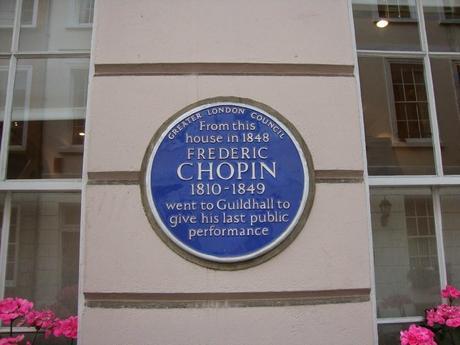 GREATER LONDON COUNCIL
From this
house in 1848
FREDERIC
CHOPIN
1810-1849
went to Guildhall to
give his last public
performance